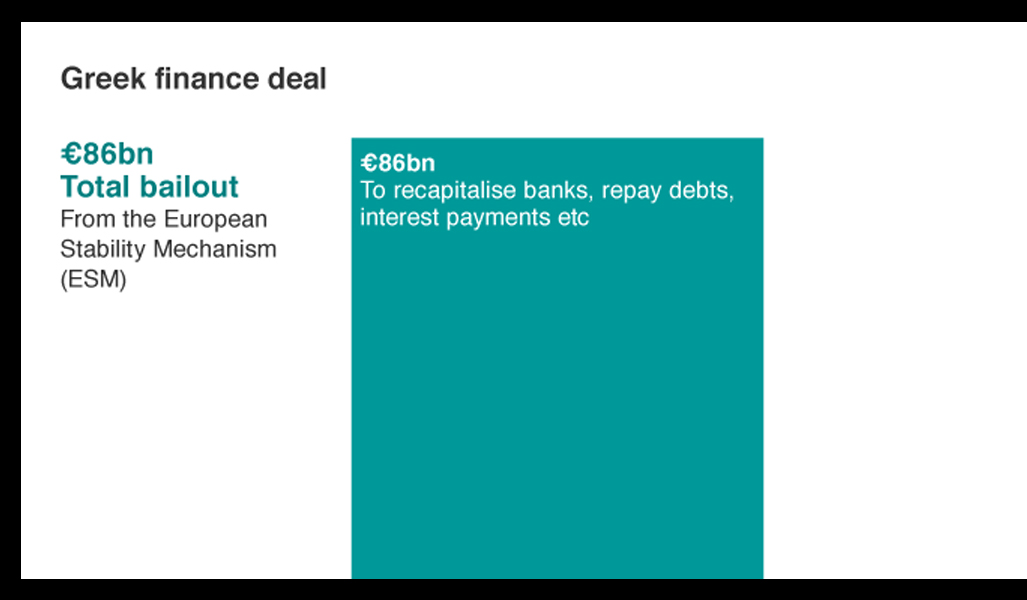 Greek finance deal
€86bn
Total bailout
From the European
Stability Mechanism
(ESM)
€86bn
To recapitalise banks, repay debts,
interest payments etc